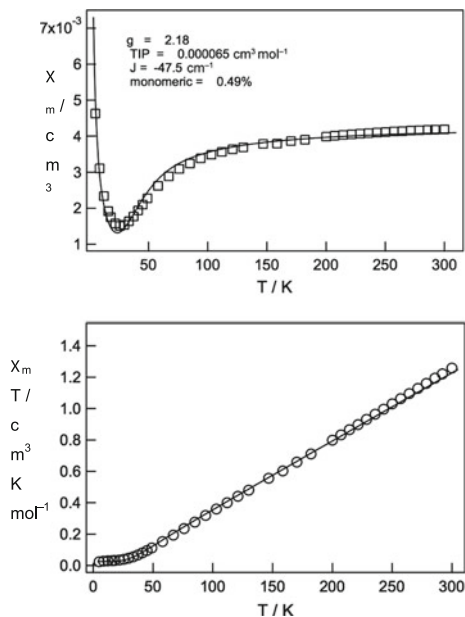 7x10⁻³
6
5
4
3
2
1
X
m /
c
m
3
g = 2.18
TIP = 0.000065 cm³ mol⁻¹
J = -47.5 cm⁻¹
monomeric = 0.49%
50 100 150 200 250 300
T / K
1.4
1.2
1.0
0.8
0.6
0.4
0.2
0.0
X m
T /
c
m³
K
mol⁻¹
0 50 100 150 200 250 300
T / K